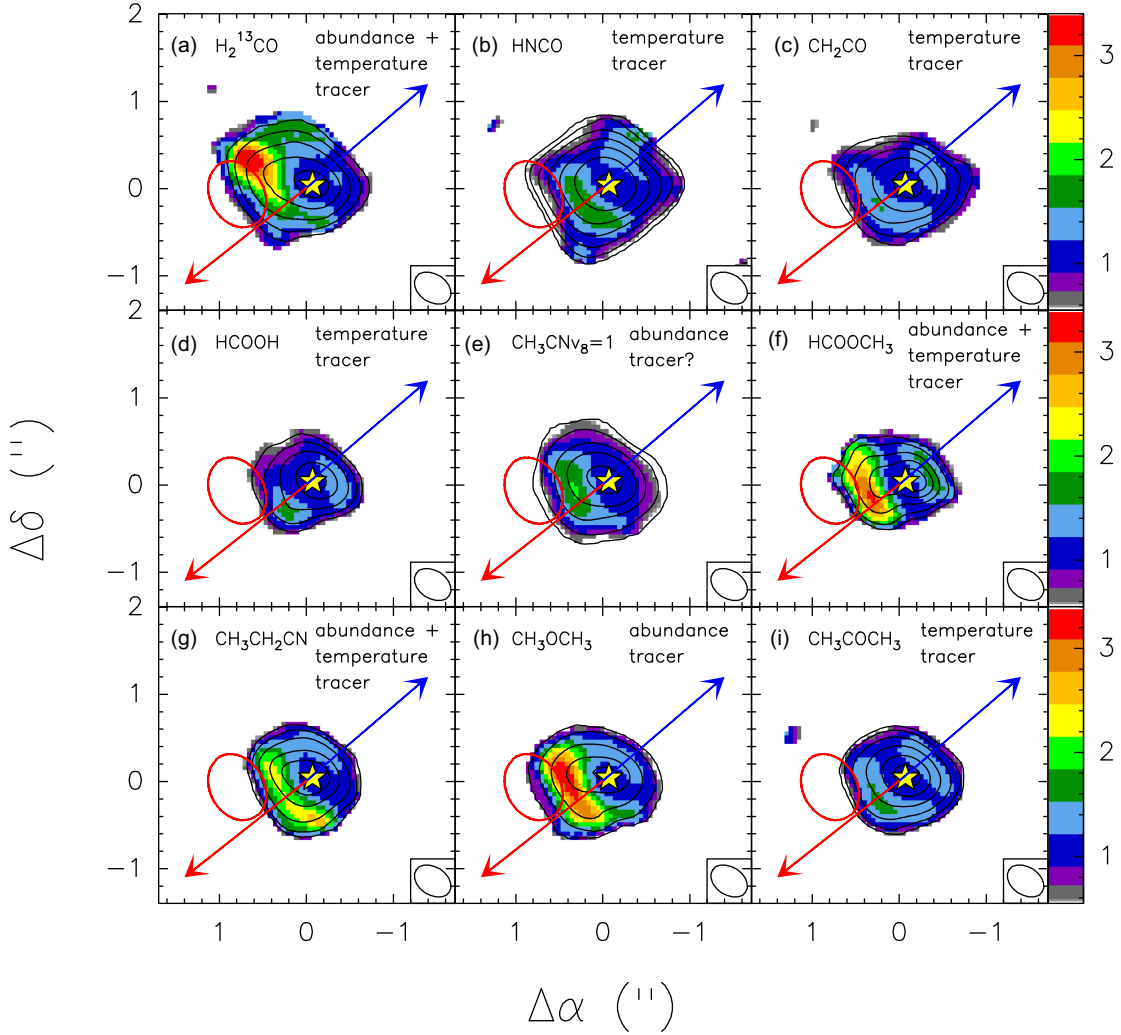 (a) H₂¹³CO abundance + temperature tracer
(b) HNCO temperature tracer
(c) CH₂CO temperature tracer
2
1
0
−1
3
2
1
(d) HCOOH temperature tracer
(e) CH₃CNv₈=1 abundance tracer?
(f) HCOOCH₃ abundance + temperature tracer
2
1
0
−1
3
2
1
(g) CH₃CH₂CN abundance + temperature tracer
(h) CH₃OCH₃ abundance tracer
(i) CH₃COCH₃ temperature tracer
2
1
0
−1
3
2
1
1 0 −1 1 0 −1 1 0 −1
Δδ ('')
Δα ('')